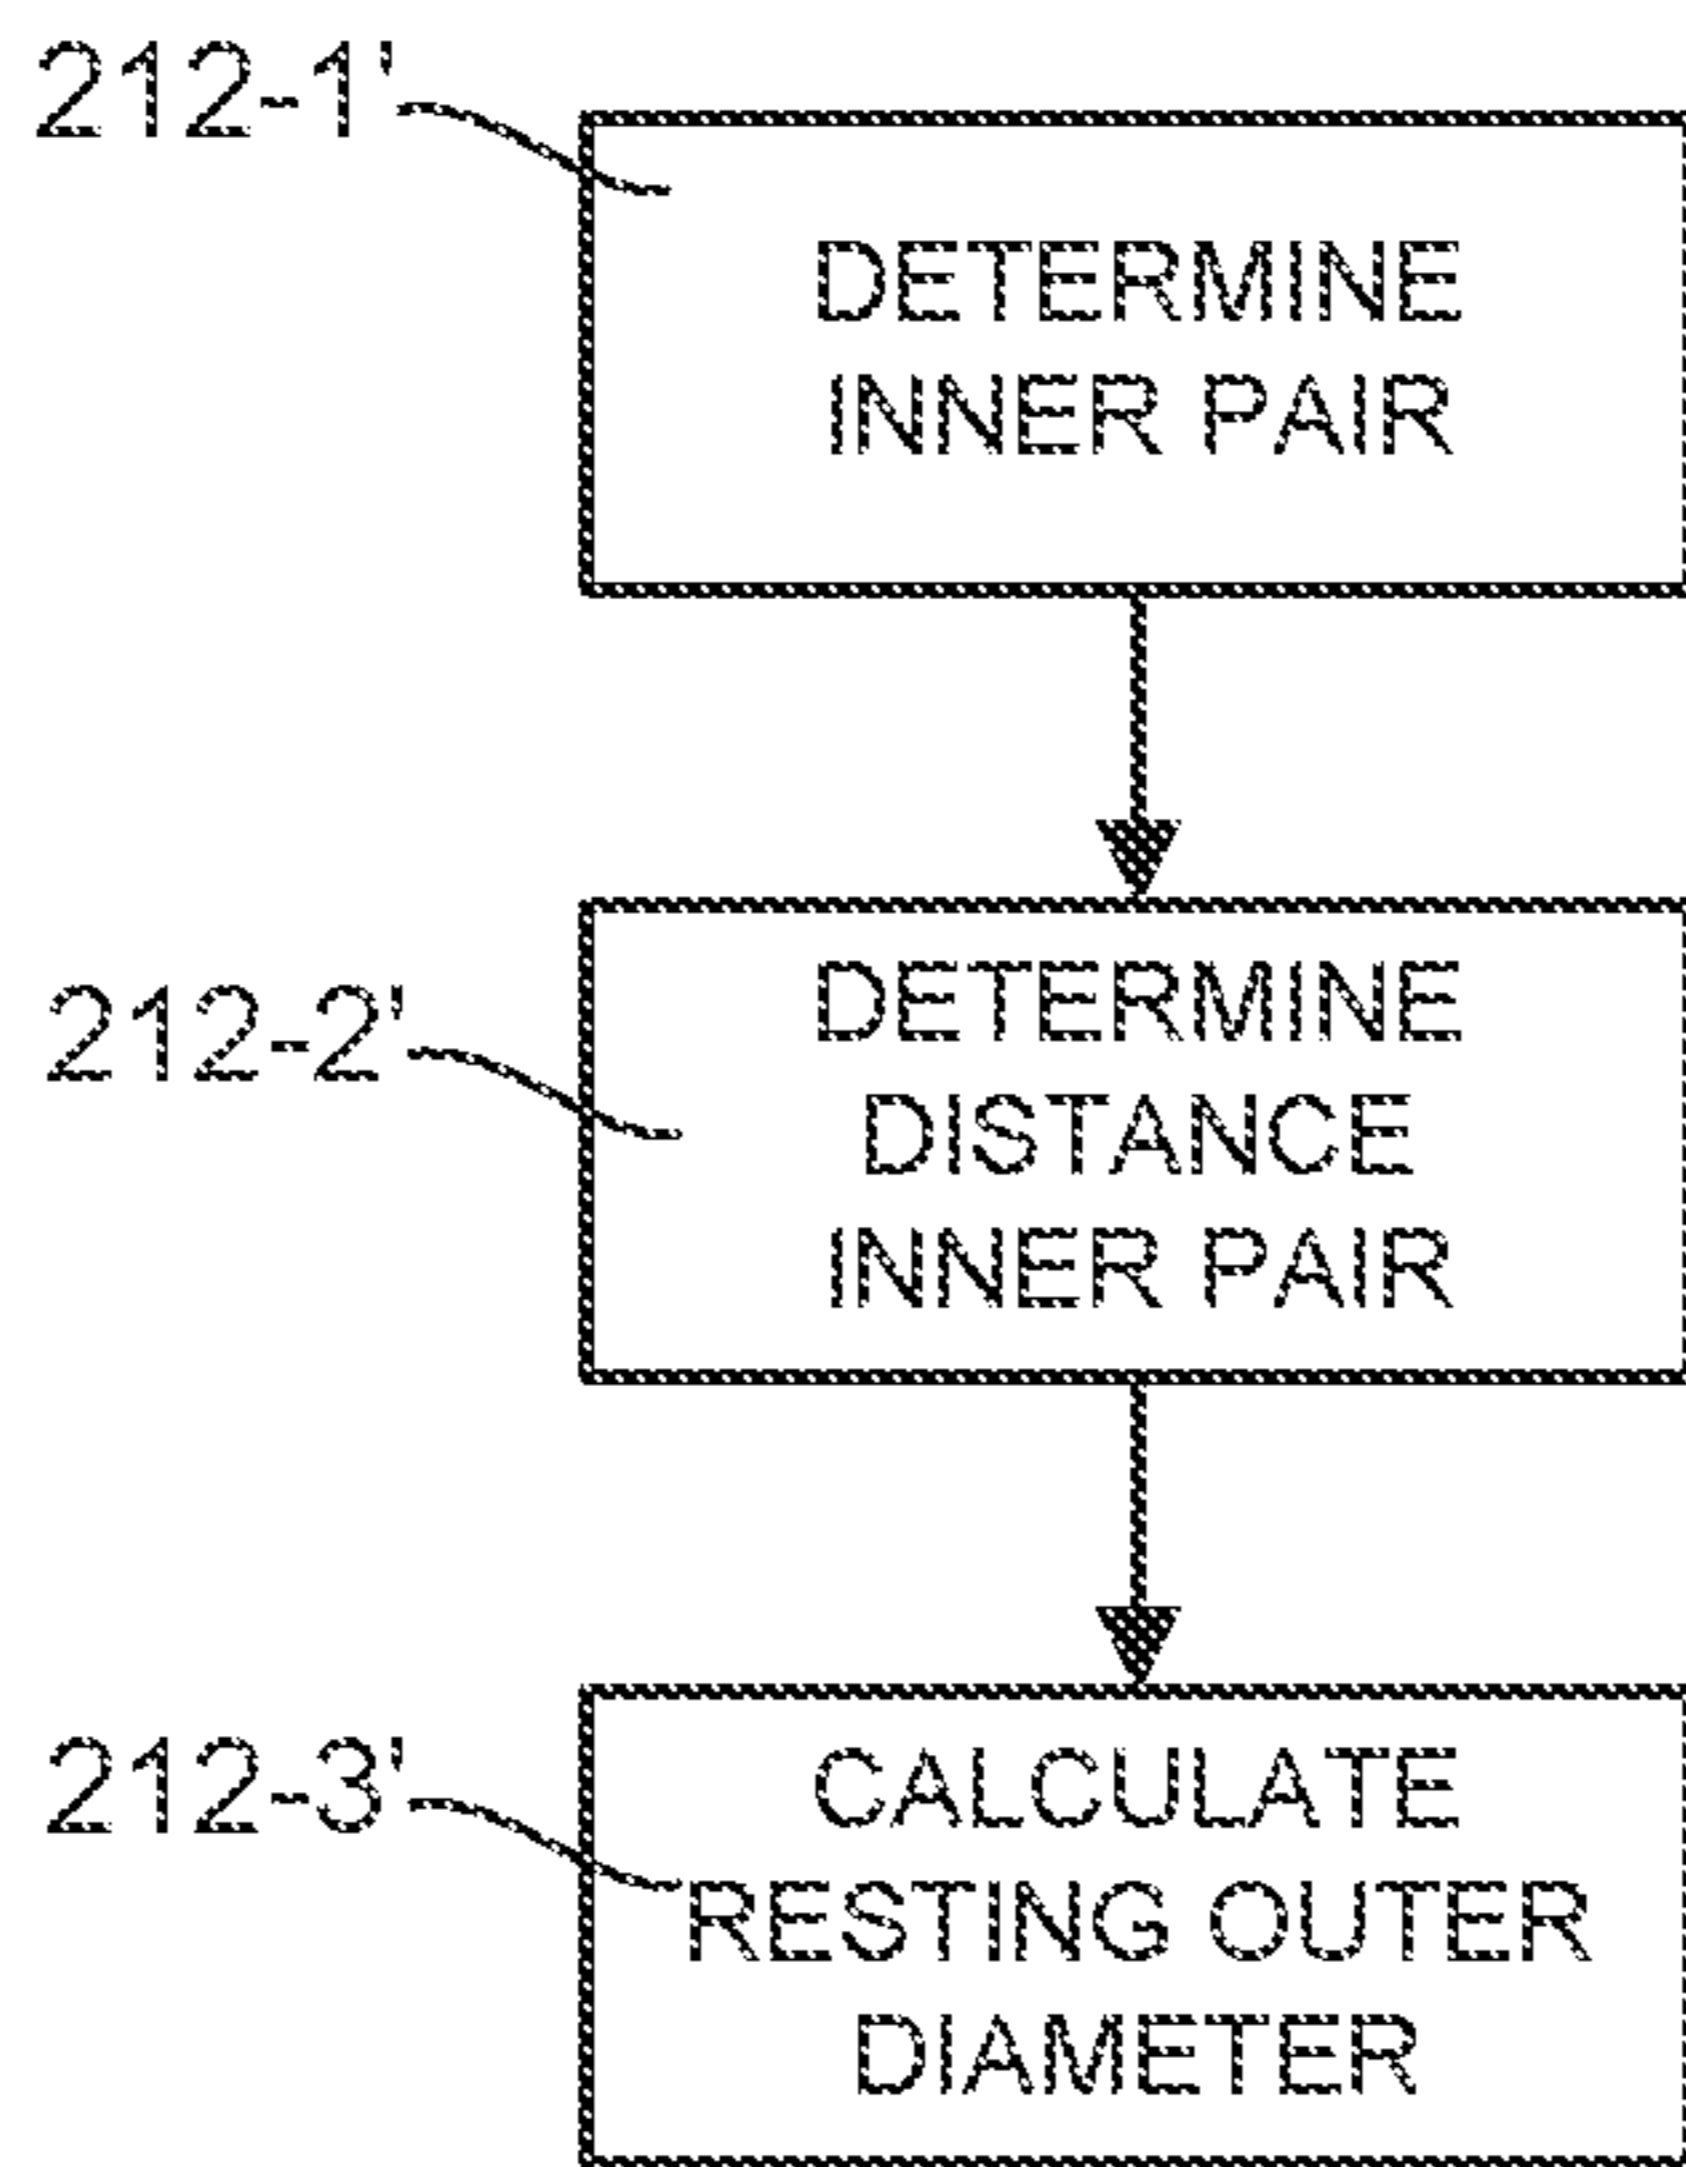 212-1'
DETERMINE
INNER PAIR
212-2'
DETERMINE
DISTANCE
INNER PAIR
212-3'
CALCULATE
RESTING OUTER
DIAMETER